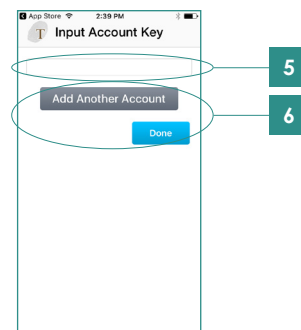 App Store 2:39 PM
T Input Account Key
5
Add Another Account
6
Done